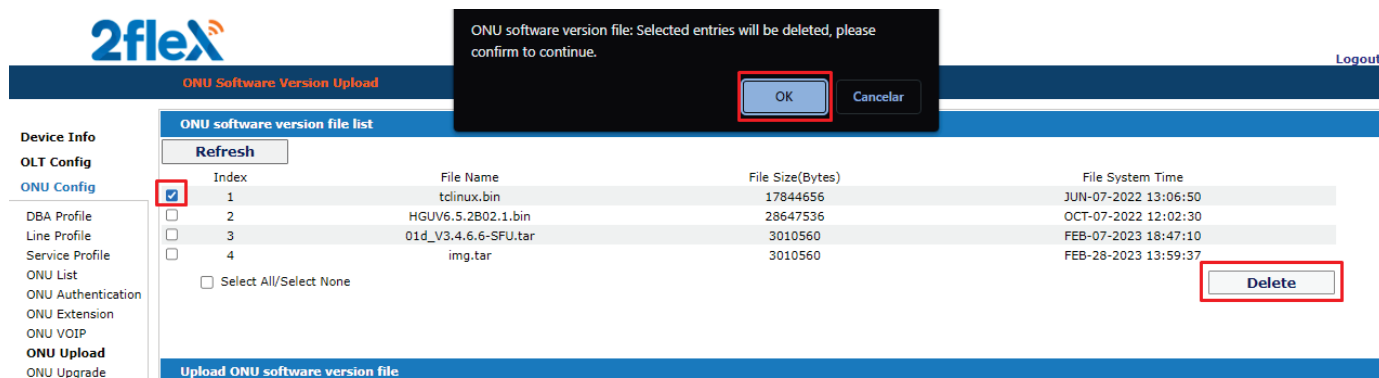 2flex
ONU software version file: Selected entries will be deleted, please
confirm to continue.
OK Cancelar
Logout
ONU Software Version Upload
Device Info
OLT Config
ONU Config
DBA Profile
Line Profile
Service Profile
ONU List
ONU Authentication
ONU Extension
ONU VOIP
ONU Upload
ONU Upgrade
ONU software version file list
Refresh
Index File Name File Size(Bytes) File System Time
1 tclinux.bin 17844656 JUN-07-2022 13:06:50
2 HGUV6.5.2B02.1.bin 28647536 OCT-07-2022 12:02:30
3 01d_V3.4.6.6-SFU.tar 3010560 FEB-07-2023 18:47:10
4 img.tar 3010560 FEB-28-2023 13:59:37
Select All/Select None
Delete
Upload ONU software version file